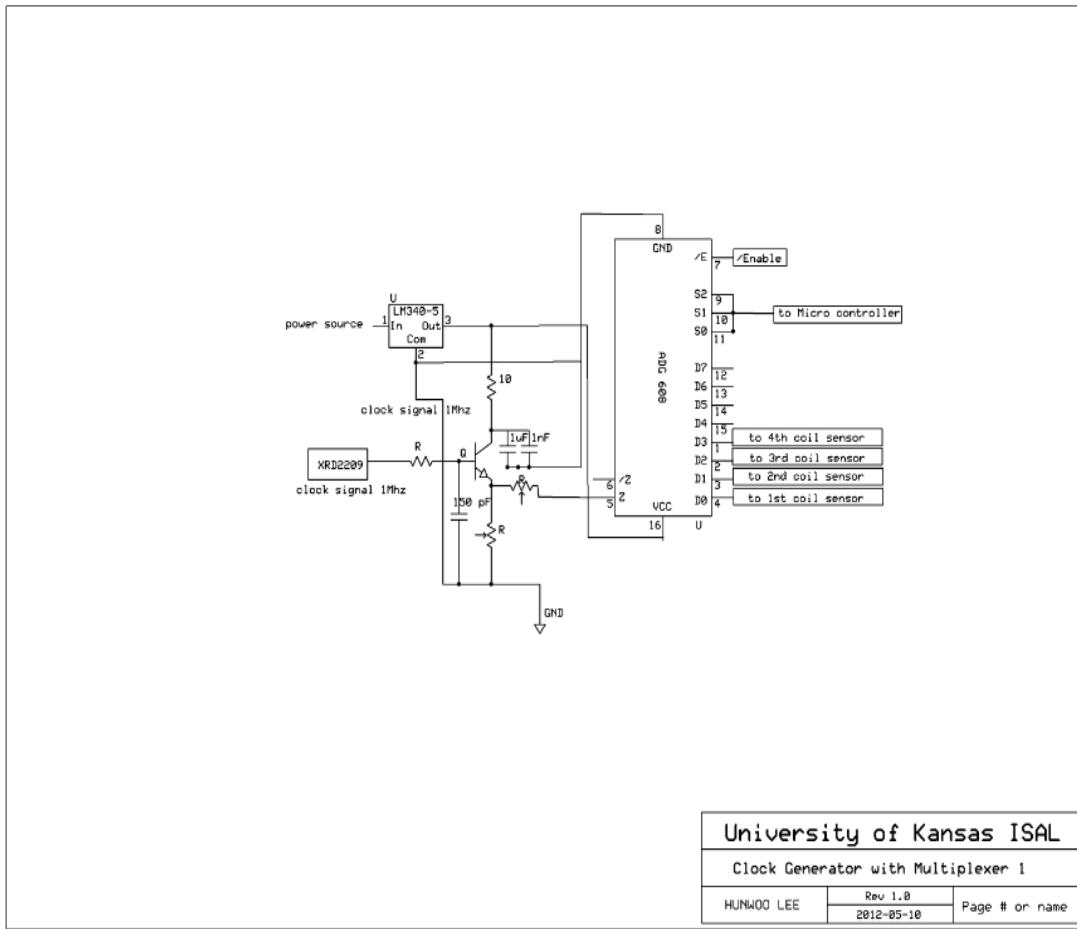 8
GND
/E
7
/Enable
S2
9
S1
10
to Micro controller
S0
11
U
LM340-5
power source
1
In
Out
3
Com
2
ADG 608
D7
12
D6
13
D5
14
D4
15
10
clock signal 1Mhz
1uF
1nF
D3
1
to 4th coil sensor
D2
2
to 3rd coil sensor
D1
3
to 2nd coil sensor
D0
4
to 1st coil sensor
R
Q
XRD2209
clock signal 1Mhz
R
/Z
6
Z
5
150 pF
VCC
16
U
R
GND
University of Kansas ISAL
Clock Generator with Multiplexer 1
HUNWOO LEE
Rev 1.0
2012-05-10
Page # or name